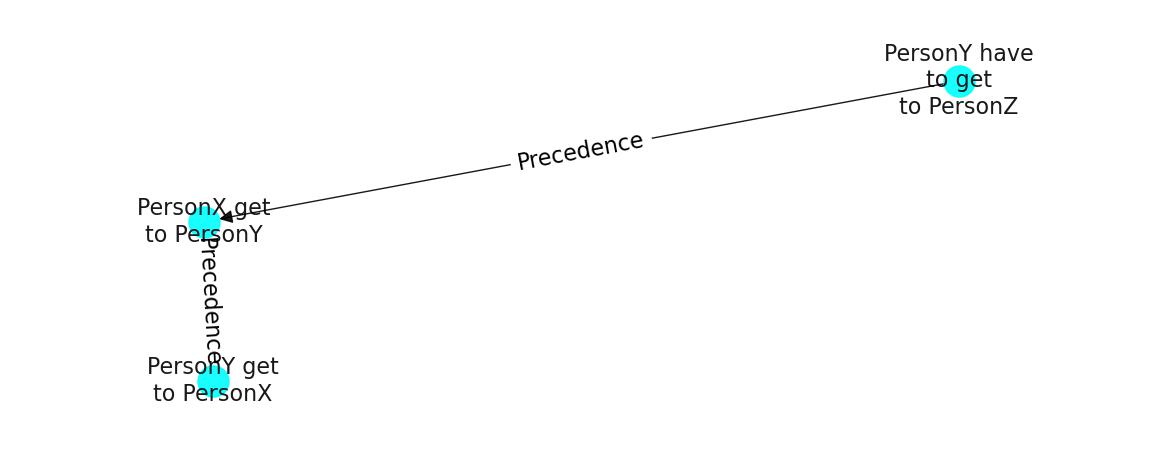 PersonY have
to get
to PersonZ
Precedence
PersonX get
to PersonY
Precedence
PersonY get
to PersonX